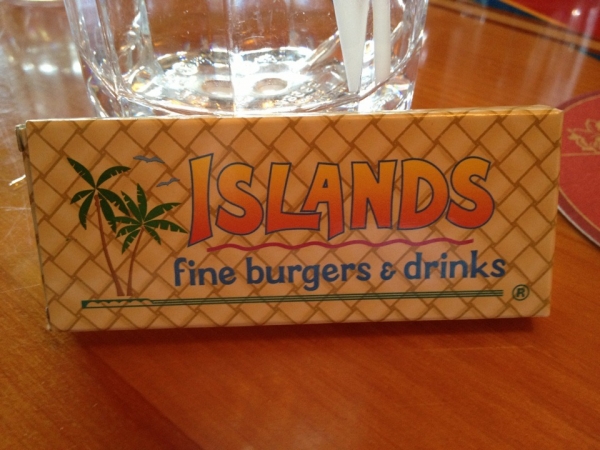 ISLANDS
fine burgers & drinks
®